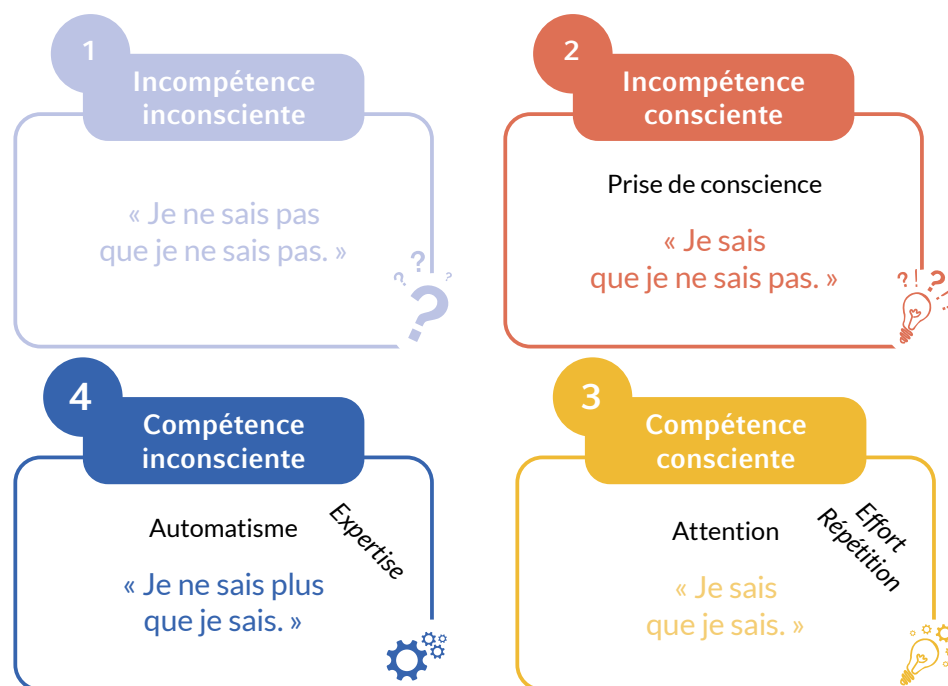 1
Incompétence
inconsciente
« Je ne sais pas
que je ne sais pas. »
? ? ? ?
2
Incompétence
consciente
Prise de conscience
« Je sais
que je ne sais pas. »
? ! ? ! !
4
Compétence
inconsciente
Automatisme
Expertise
« Je ne sais plus
que je sais. »
3
Compétence
consciente
Attention
Effort
Répétition
« Je sais
que je sais. »